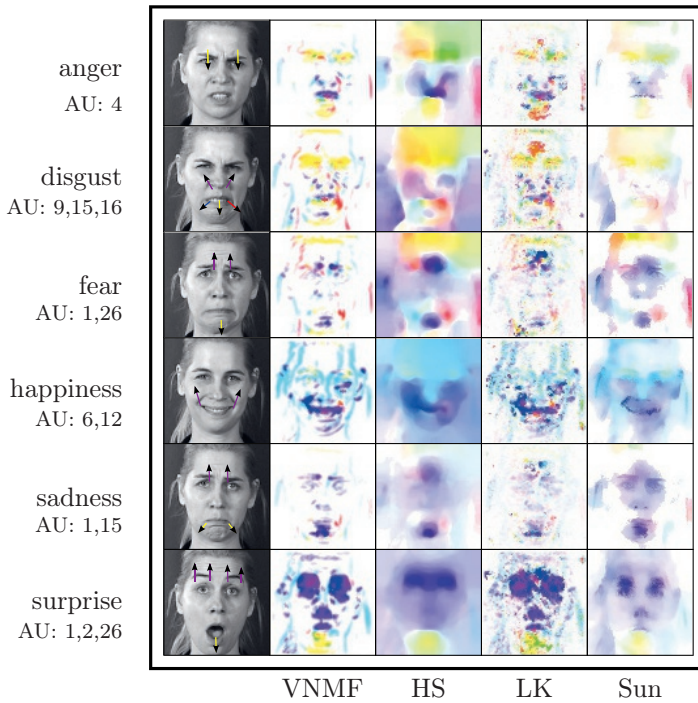 anger
AU: 4
disgust
AU: 9,15,16
fear
AU: 1,26
happiness
AU: 6,12
sadness
AU: 1,15
surprise
AU: 1,2,26
VNMF HS LK Sun